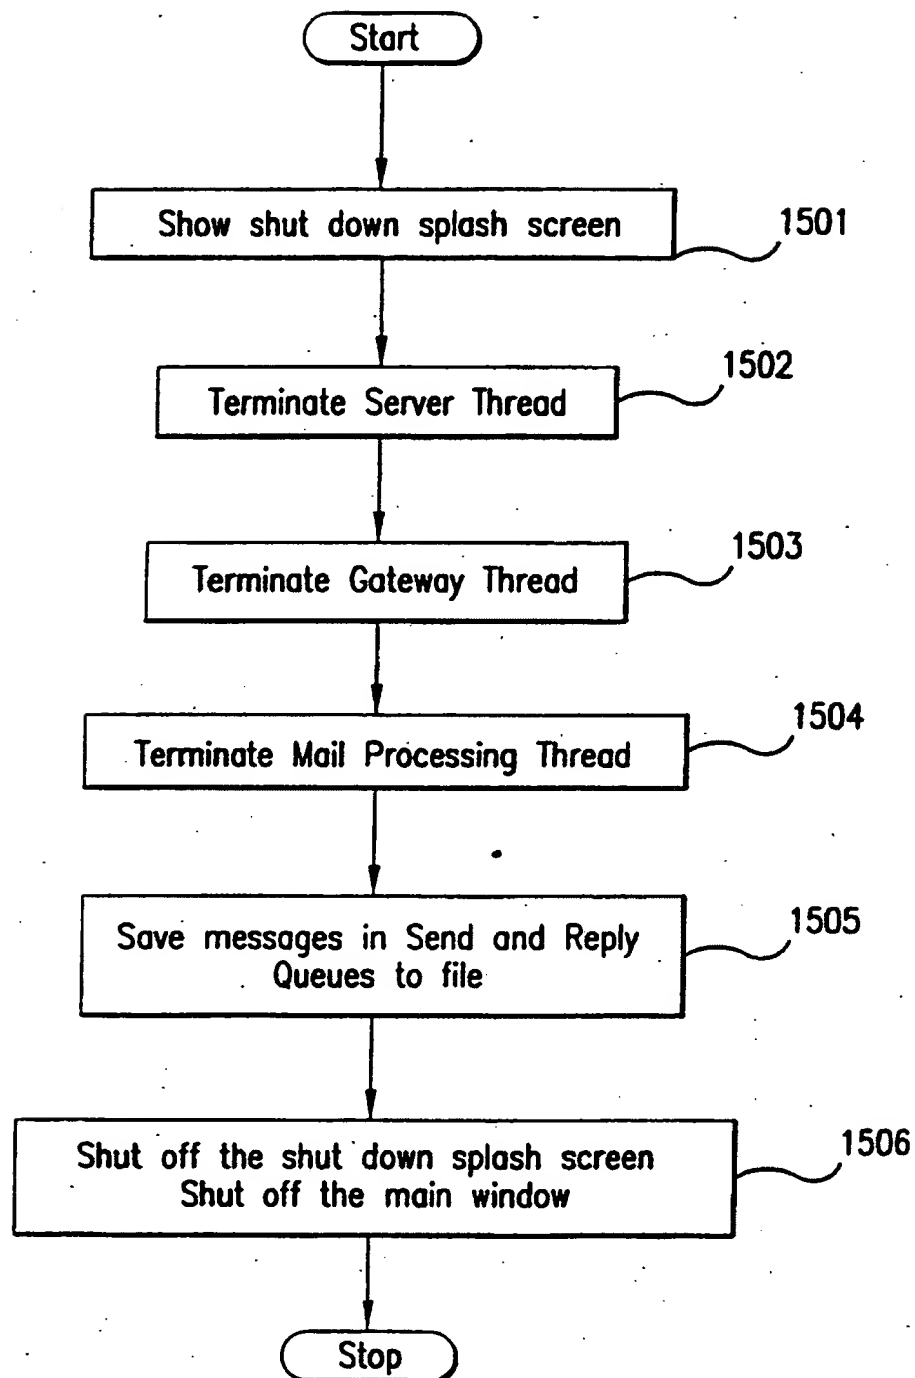 Start
Show shut down splash screen
1501
1502
Terminate Server Thread
1503
Terminate Gateway Thread
1504
Terminate Mail Processing Thread
1505
Save messages in Send and Reply
Queues to file
1506
Shut off the shut down splash screen
Shut off the main window
Stop